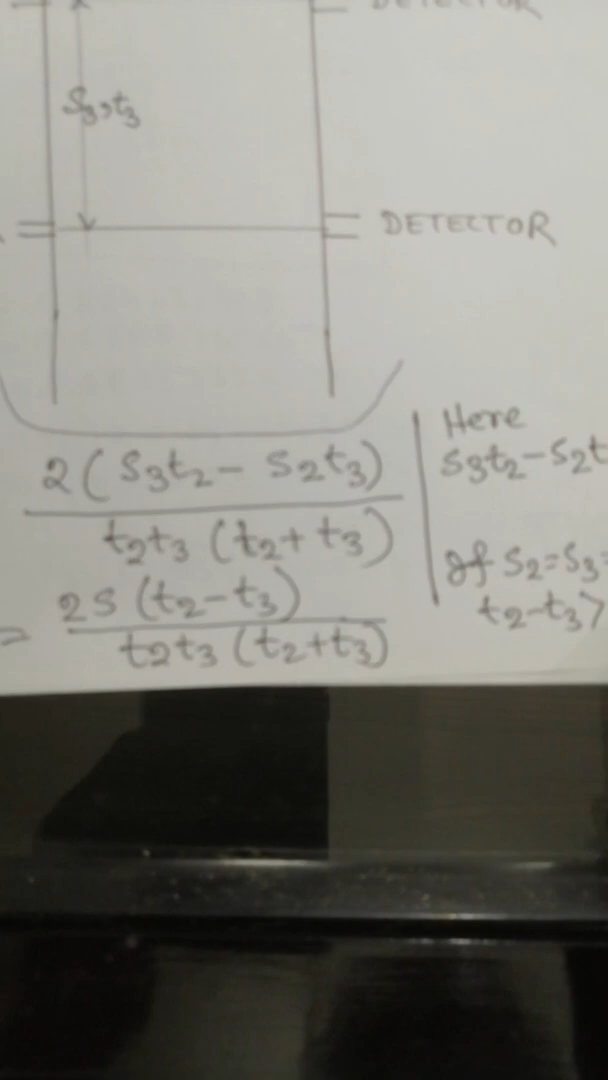 DETECTOR
S3,t3
DETECTOR
2(S3t2-S2t3)
t2t3(t2+t3)
= 2S(t2-t3)
t2t3(t2+t3)
Here
S3t2-S2t
If S2=S3=
t2-t3>